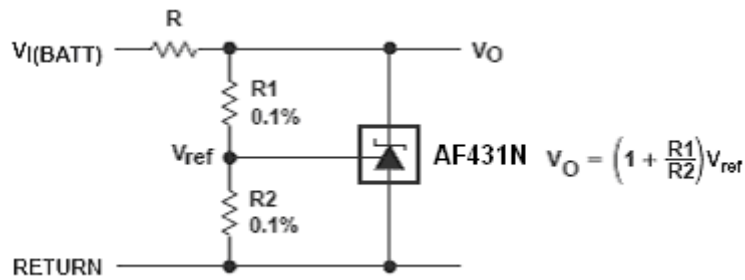 R
VI(BATT)
VO
R1
0.1%
Vref
AF431N
VO = (1 + R1/R2)Vref
R2
0.1%
RETURN